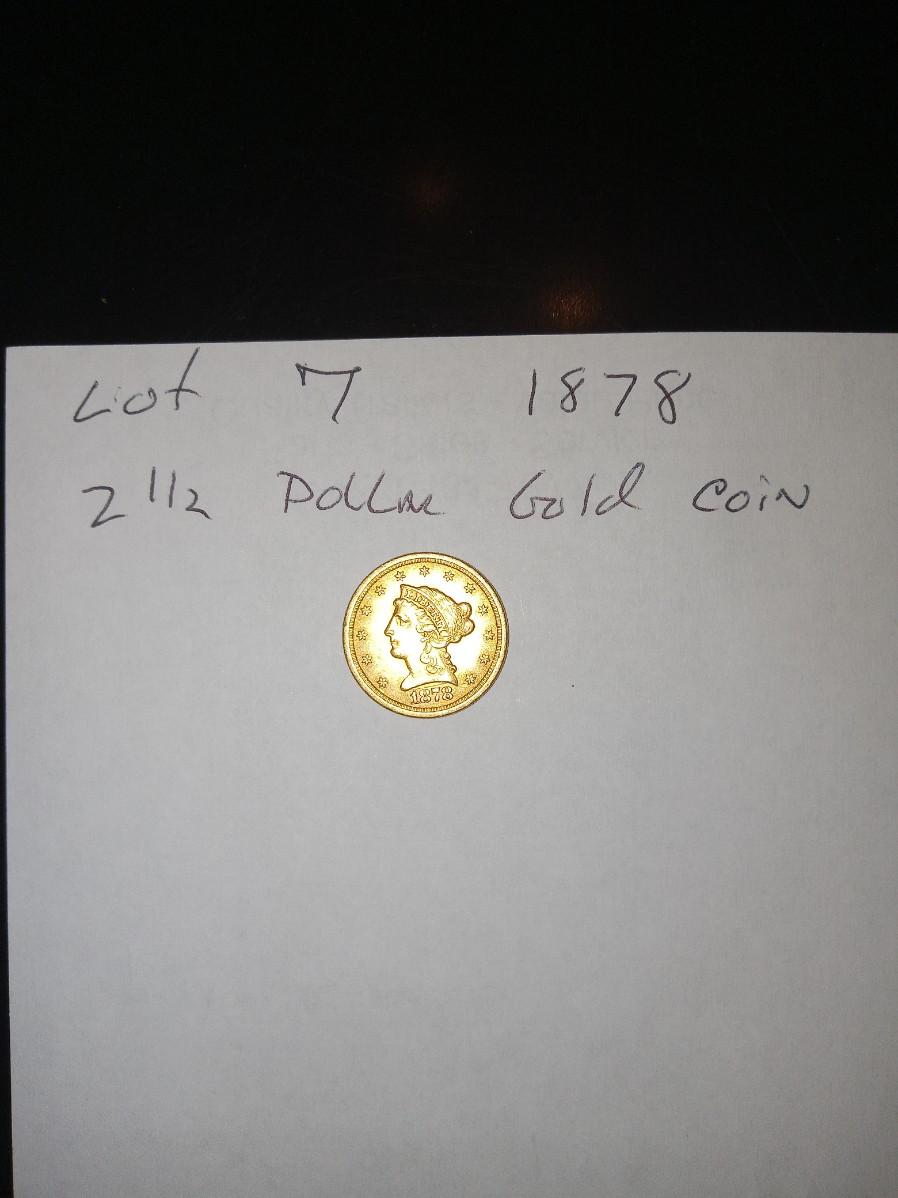 Lot 7 1878
2 1/2 Dollar Gold Coin
LIBERTY
1878